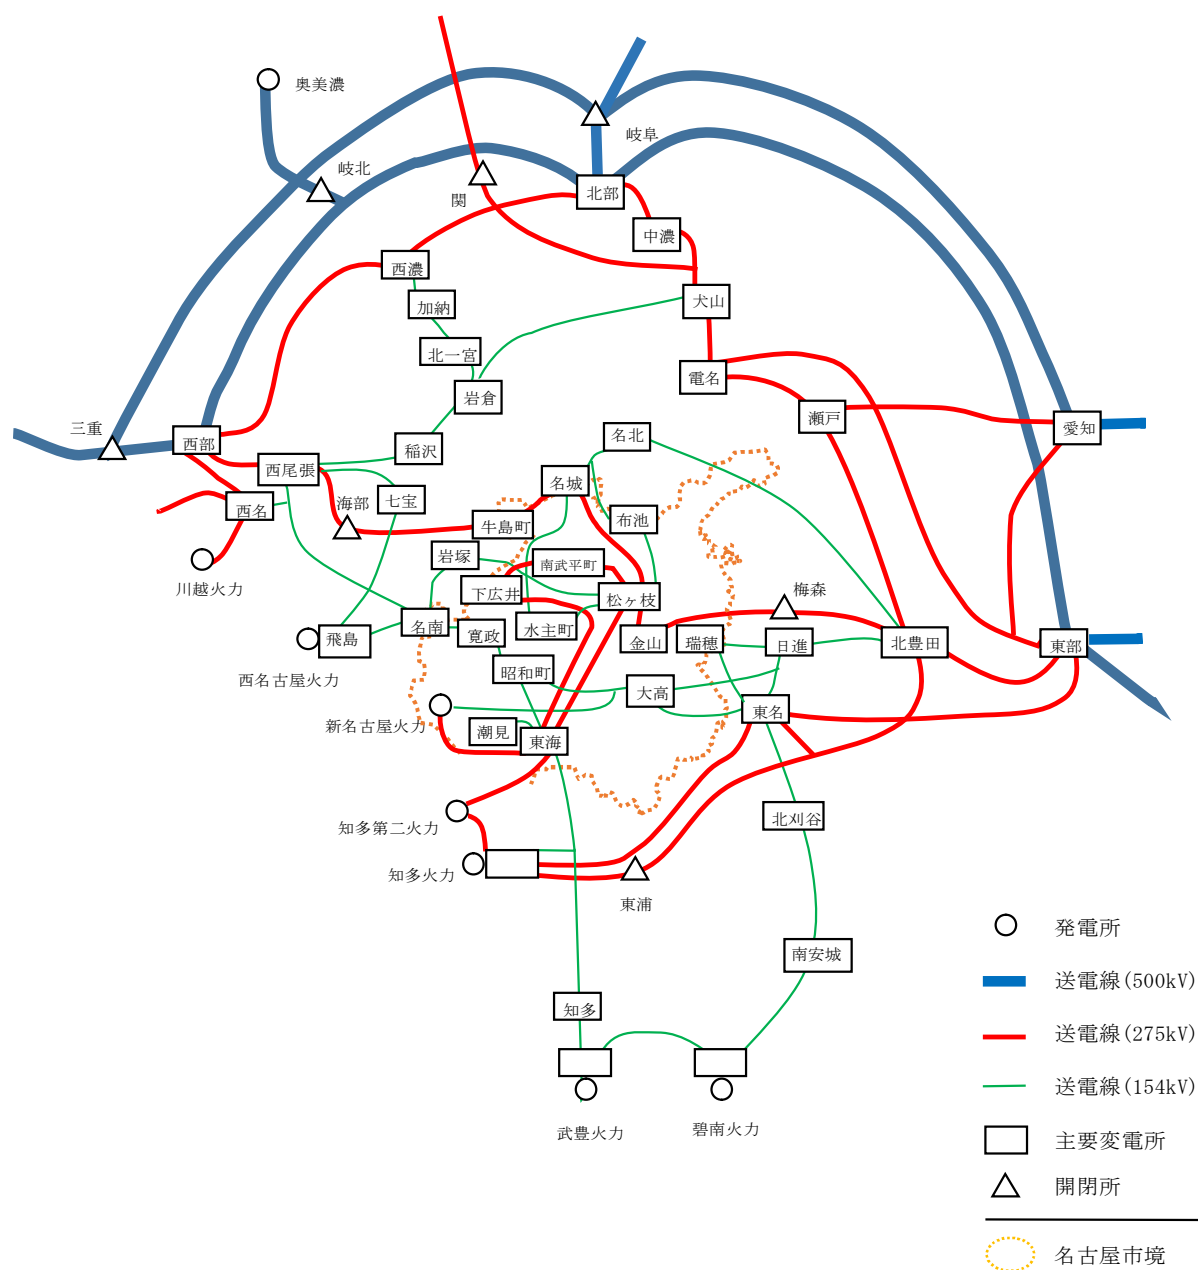 奥美濃
岐阜
岐北
関
北部
中濃
西濃
加納
犬山
北一宮
電名
岩倉
瀬戸
三重
西部
愛知
名北
稲沢
西尾張
名城
七宝
海部
西名
牛島町
布池
岩塚
南武平町
川越火力
下広井
松ヶ枝
梅森
名南
寛政
水主町
金山
瑞穂
日進
北豊田
東部
飛島
西名古屋火力
昭和町
大高
東名
新名古屋火力
潮見
東海
知多第二火力
北刈谷
知多火力
東浦
南安城
知多
武豊火力
碧南火力
発電所
送電線(500kV)
送電線(275kV)
送電線(154kV)
主要変電所
開閉所
名古屋市境